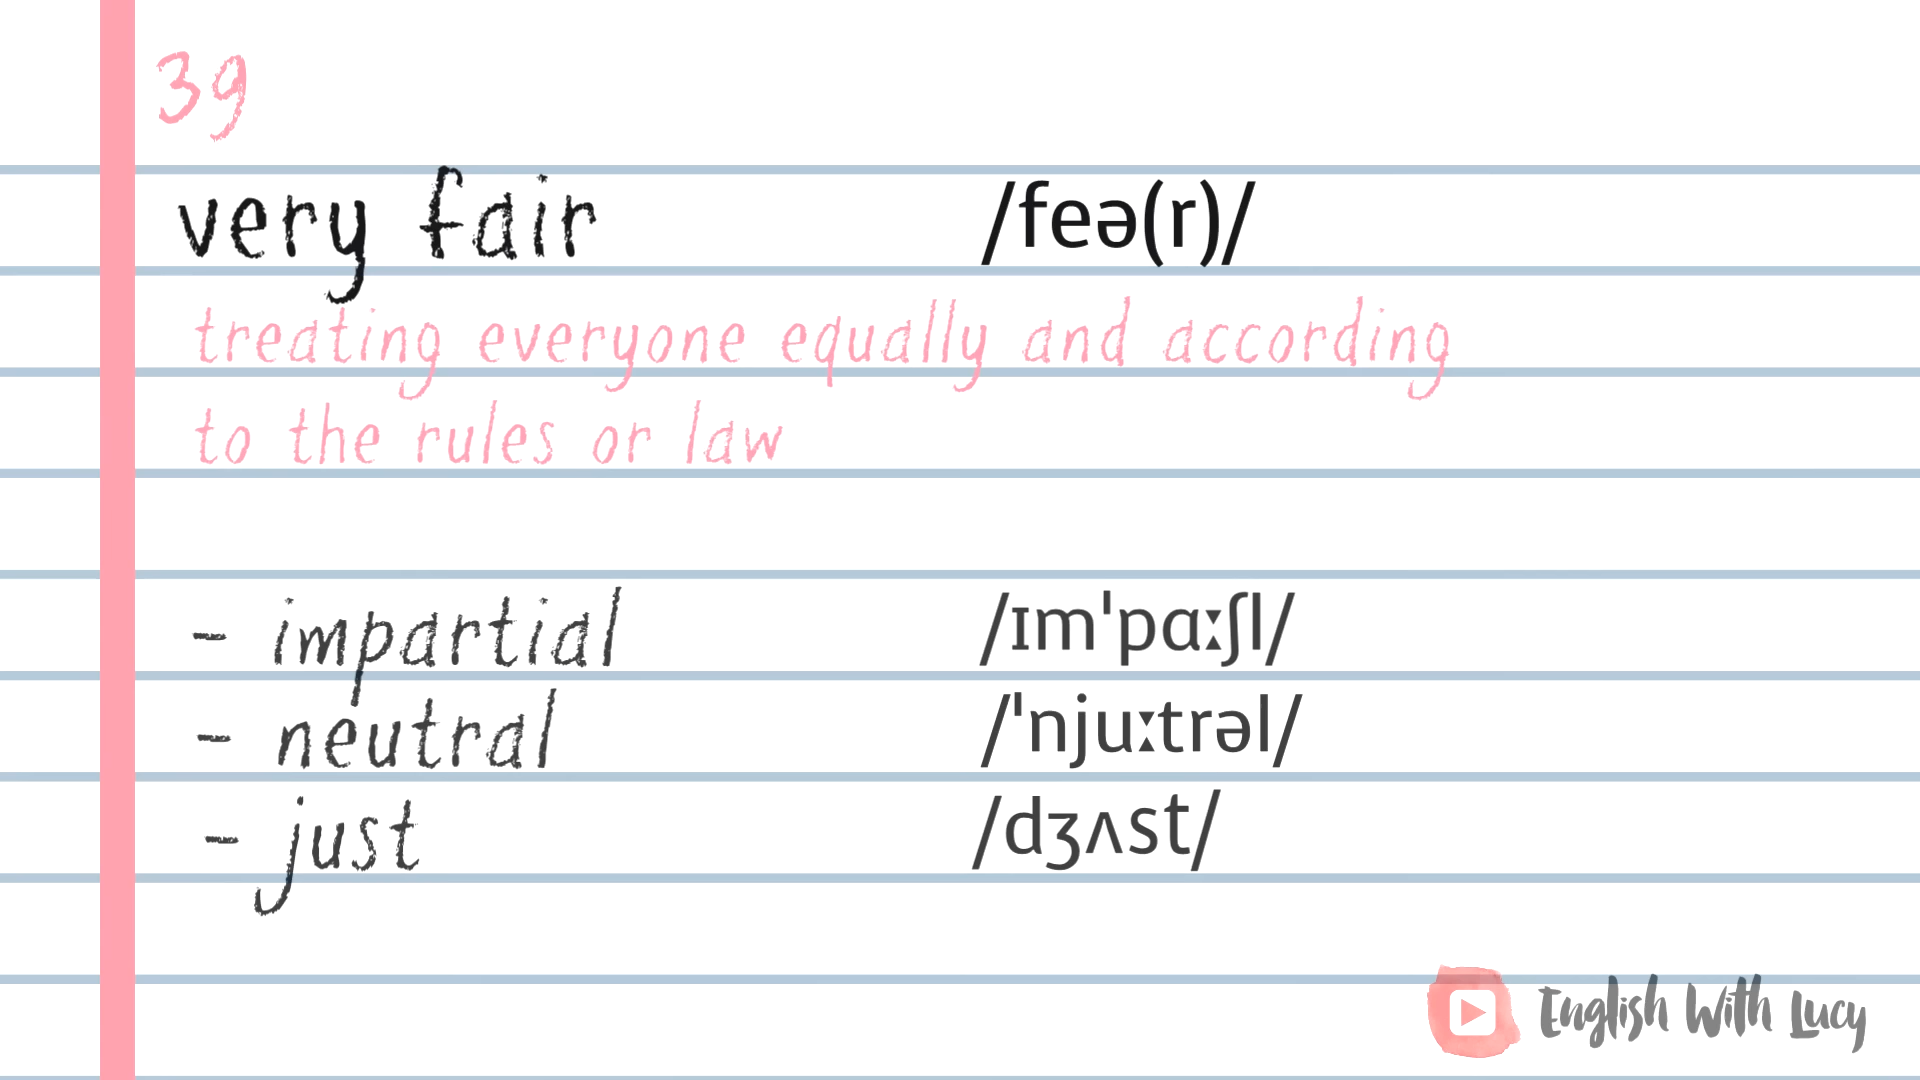 39
very fair /feə(r)/
treating everyone equally and according
to the rules or law
- impartial /ɪmˈpɑːʃl/
- neutral /ˈnjuːtrəl/
- just /dʒʌst/
English With Lucy